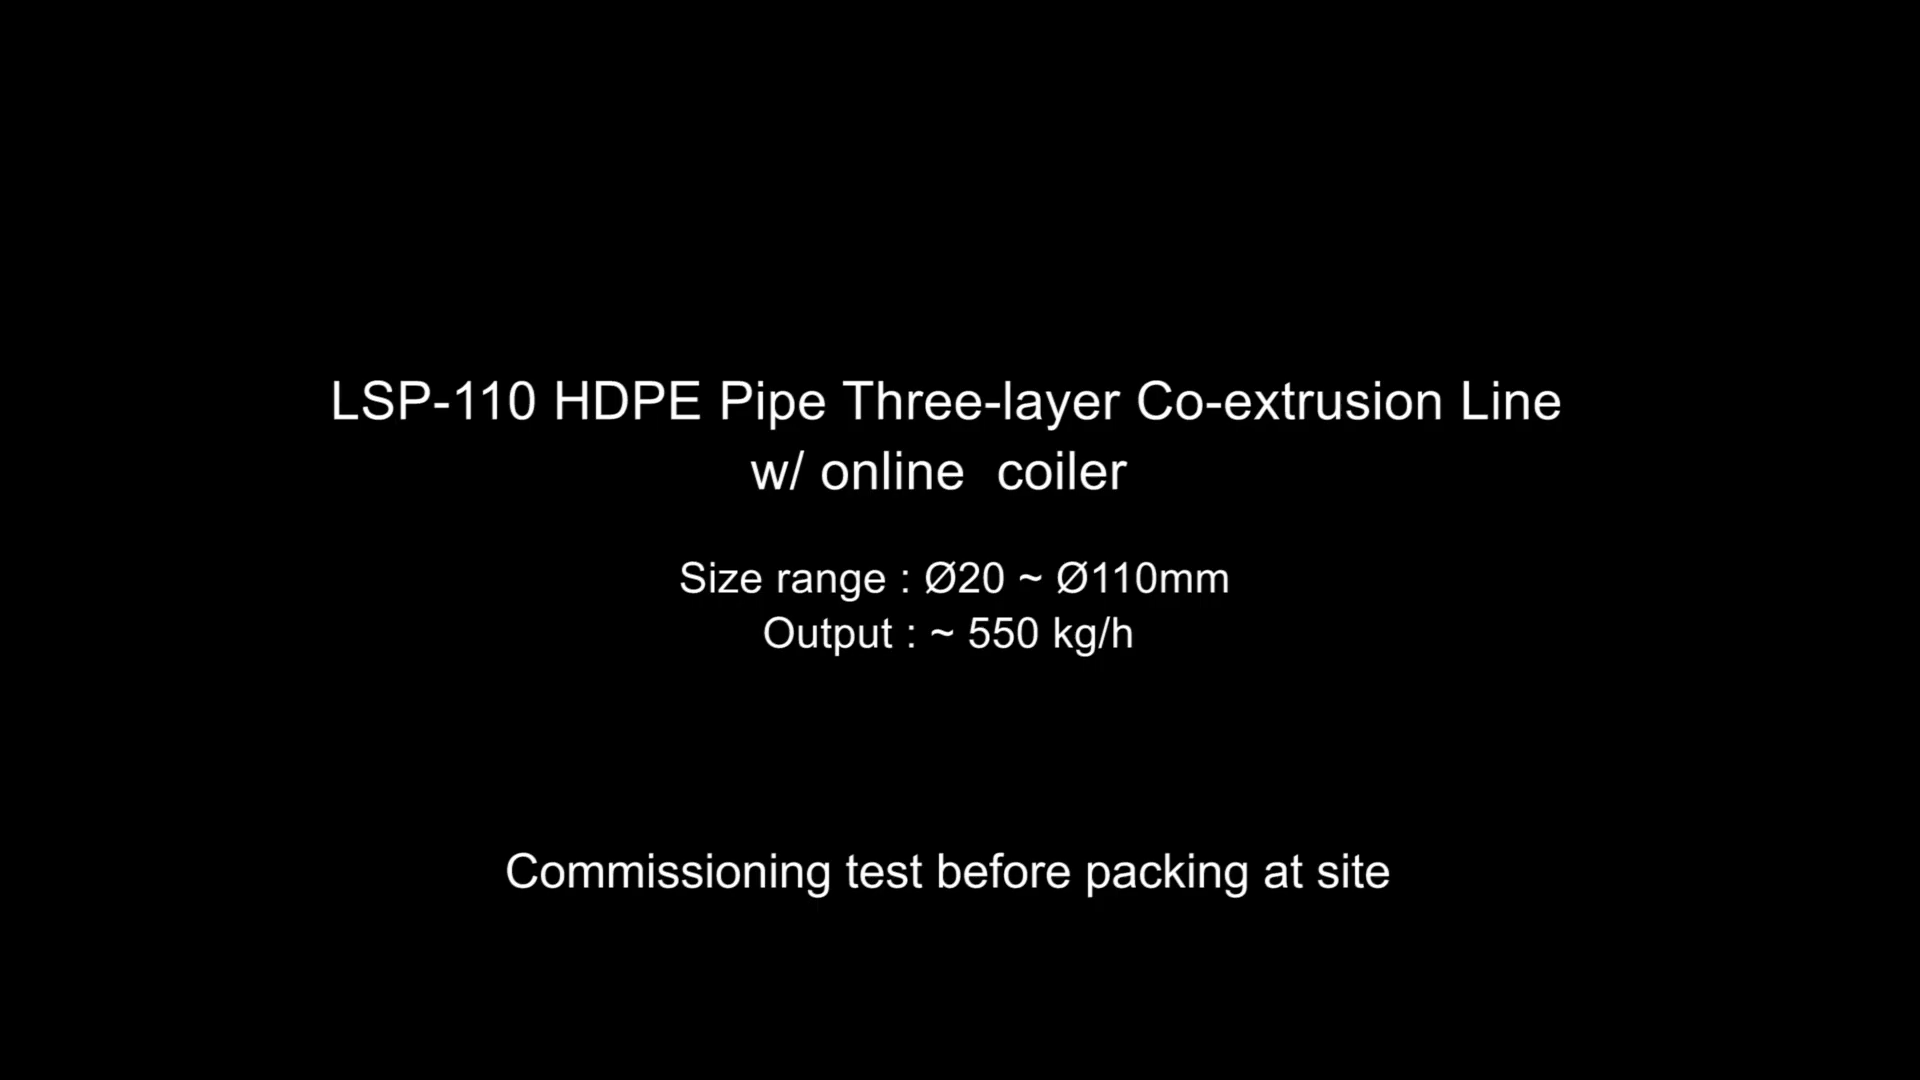 LSP-110 HDPE Pipe Three-layer Co-extrusion Line
w/ online  coiler
Size range : Ø20 ~ Ø110mm
Output : ~ 550 kg/h
Commissioning test before packing at site